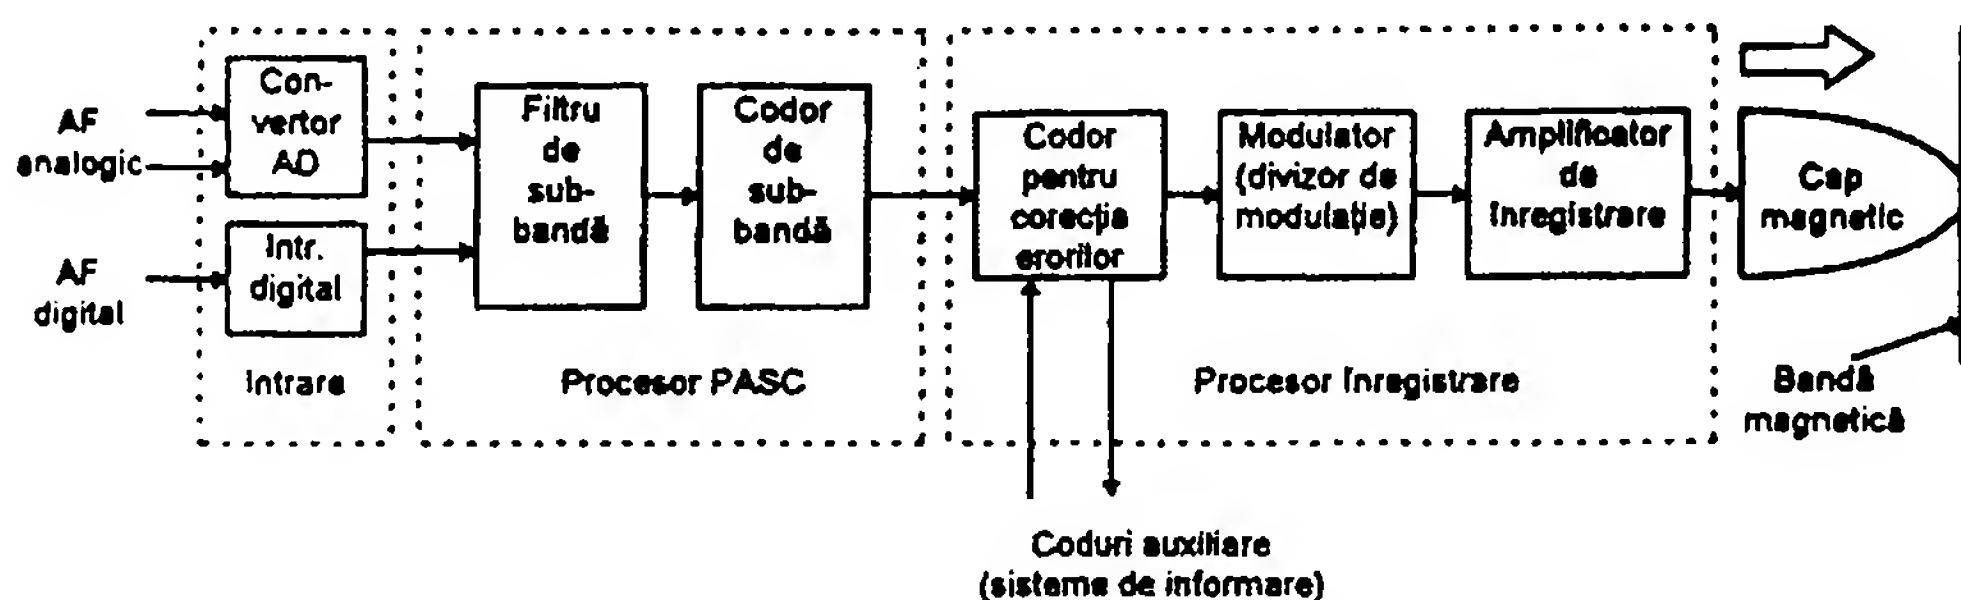 AF
analogic
AF
digital
Con-
vertor
AD
Intr.
digital
Intrare
Filtru
de
sub-
bandă
Codor
de
sub-
bandă
Procesor PASC
Codor
pentru
corecția
erorilor
Modulator
(divizor de
modulație)
Amplificator
de
înregistrare
Procesor înregistrare
Cap
magnetic
Bandă
magnetică
Coduri auxiliare
(sisteme de informare)